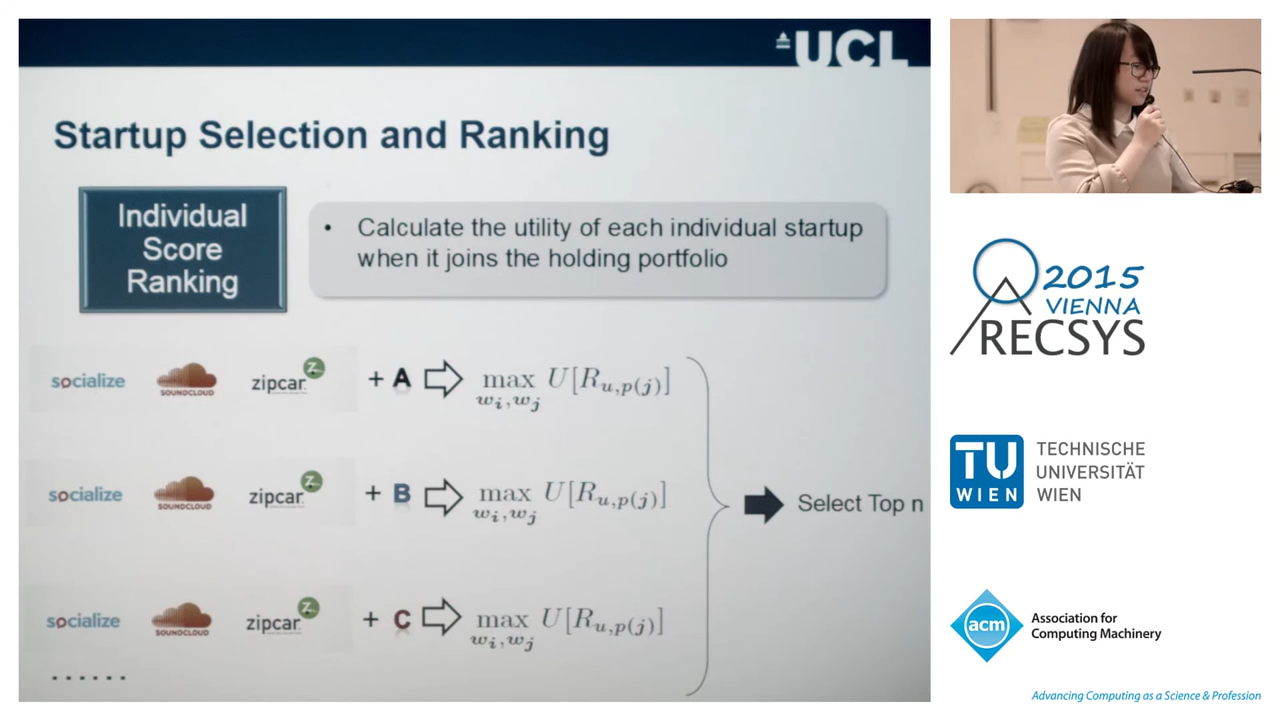 UCL
Startup Selection and Ranking
Individual
Score
Ranking
• Calculate the utility of each individual startup
when it joins the holding portfolio
socialize SOUNDCLOUD zipcar Z + A max U[R_{u,p(j)}]
w_i,w_j
socialize SOUNDCLOUD zipcar Z + B max U[R_{u,p(j)}]
w_i,w_j
Select Top n
socialize SOUNDCLOUD zipcar Z + C max U[R_{u,p(j)}]
w_i,w_j
......
2015
VIENNA
RECSYS
TU
WIEN
TECHNISCHE
UNIVERSITÄT
WIEN
acm
Association for
Computing Machinery
Advancing Computing as a Science & Profession